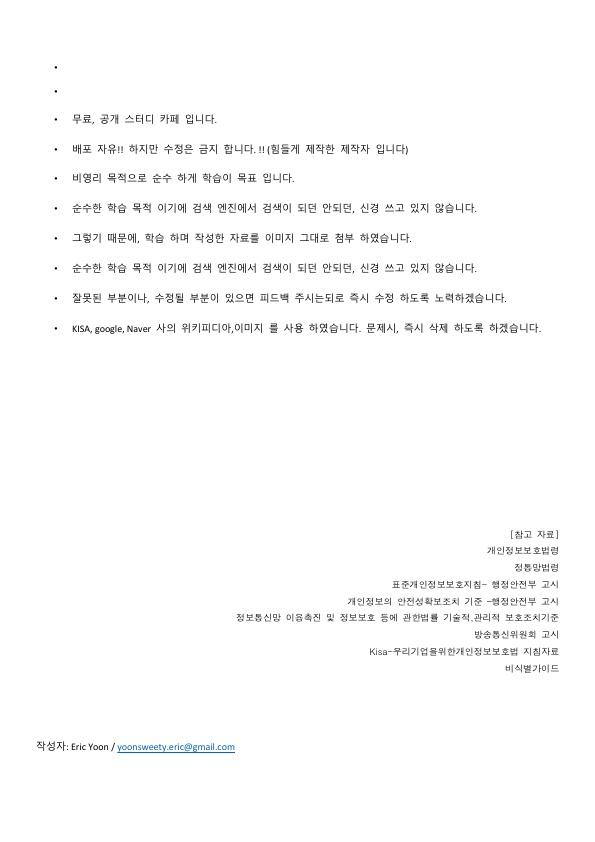 •
•
• 무료, 공개 스터디 카페 입니다.
• 배포 자유!! 하지만 수정은 금지 합니다. !! (힘들게 제작한 제작자 입니다)
• 비영리 목적으로 순수 하게 학습이 목표 입니다.
• 순수한 학습 목적 이기에 검색 엔진에서 검색이 되던 안되던, 신경 쓰고 있지 않습니다.
• 그렇기 때문에, 학습 하며 작성한 자료를 이미지 그대로 첨부 하였습니다.
• 순수한 학습 목적 이기에 검색 엔진에서 검색이 되던 안되던, 신경 쓰고 있지 않습니다.
• 잘못된 부분이나, 수정될 부분이 있으면 피드백 주시는되로 즉시 수정 하도록 노력하겠습니다.
• KISA, google, Naver 사의 위키피디아,이미지 를 사용 하였습니다. 문제시, 즉시 삭제 하도록 하겠습니다.
[참고 자료]
개인정보보호법령
정통망법령
표준개인정보보호지침- 행정안전부 고시
개인정보의 안전성확보조치 기준 -행정안전부 고시
정보통신망 이용촉진 및 정보보호 등에 관한법률 기술적,관리적 보호조치기준
방송통신위원회 고시
Kisa-우리기업을위한개인정보보호법 지침자료
비식별가이드
작성자: Eric Yoon / yoonsweety.eric@gmail.com